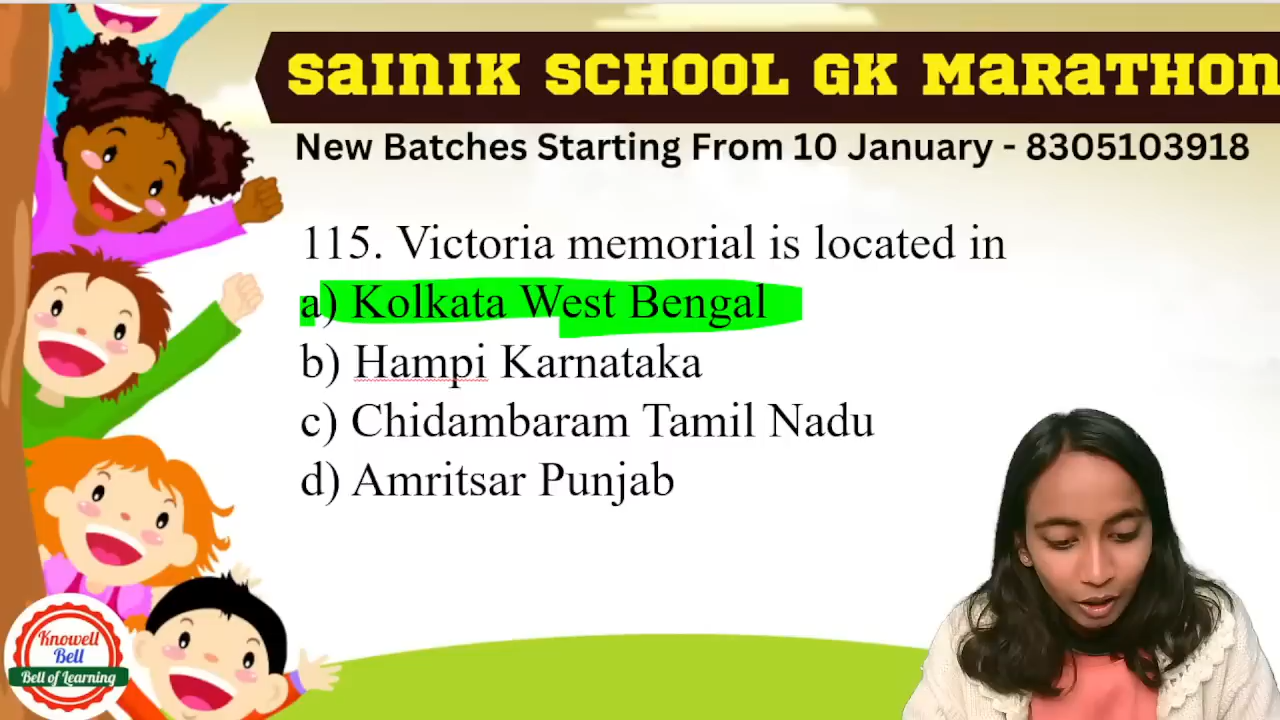 SAINIK SCHOOL GK MARATHON
New Batches Starting From 10 January - 8305103918
115. Victoria memorial is located in
a) Kolkata West Bengal
b) Hampi Karnataka
c) Chidambaram Tamil Nadu
d) Amritsar Punjab
Knowell
Bell
Bell of Learning